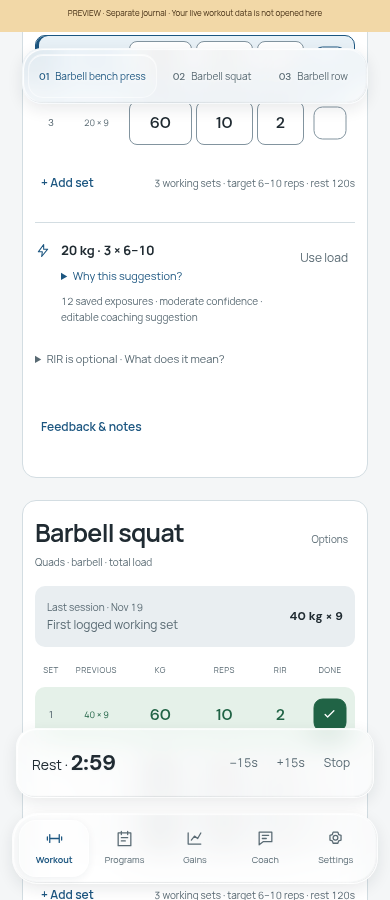 PREVIEW · Separate journal · Your live workout data is not opened here
01 Barbell bench press 02 Barbell squat 03 Barbell row
3 20 × 9 60 10 2
+ Add set 3 working sets · target 6–10 reps · rest 120s
20 kg · 3 × 6–10
Use load
▶ Why this suggestion?
12 saved exposures · moderate confidence ·
editable coaching suggestion
▶ RIR is optional · What does it mean?
Feedback & notes
Barbell squat
Options
Quads · barbell · total load
Last session · Nov 19
First logged working set
40 kg × 9
SET PREVIOUS KG REPS RIR DONE
1 40 × 9 60 10 2
Rest · 2:59 −15s +15s Stop
Workout Programs Gains Coach Settings
+ Add set 3 working sets · target 6–10 reps · rest 120s